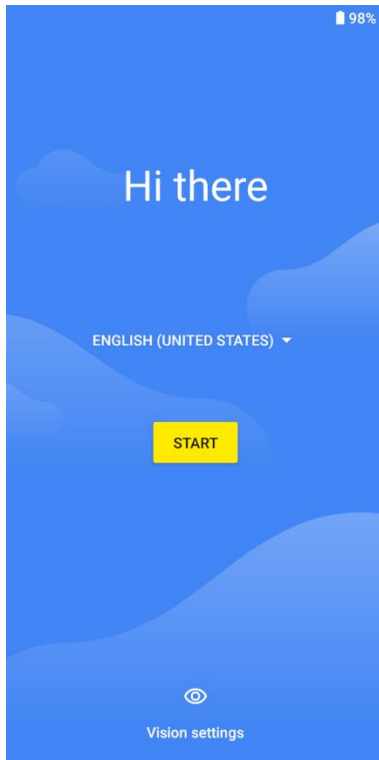 98%
Hi there
ENGLISH (UNITED STATES)
START
Vision settings